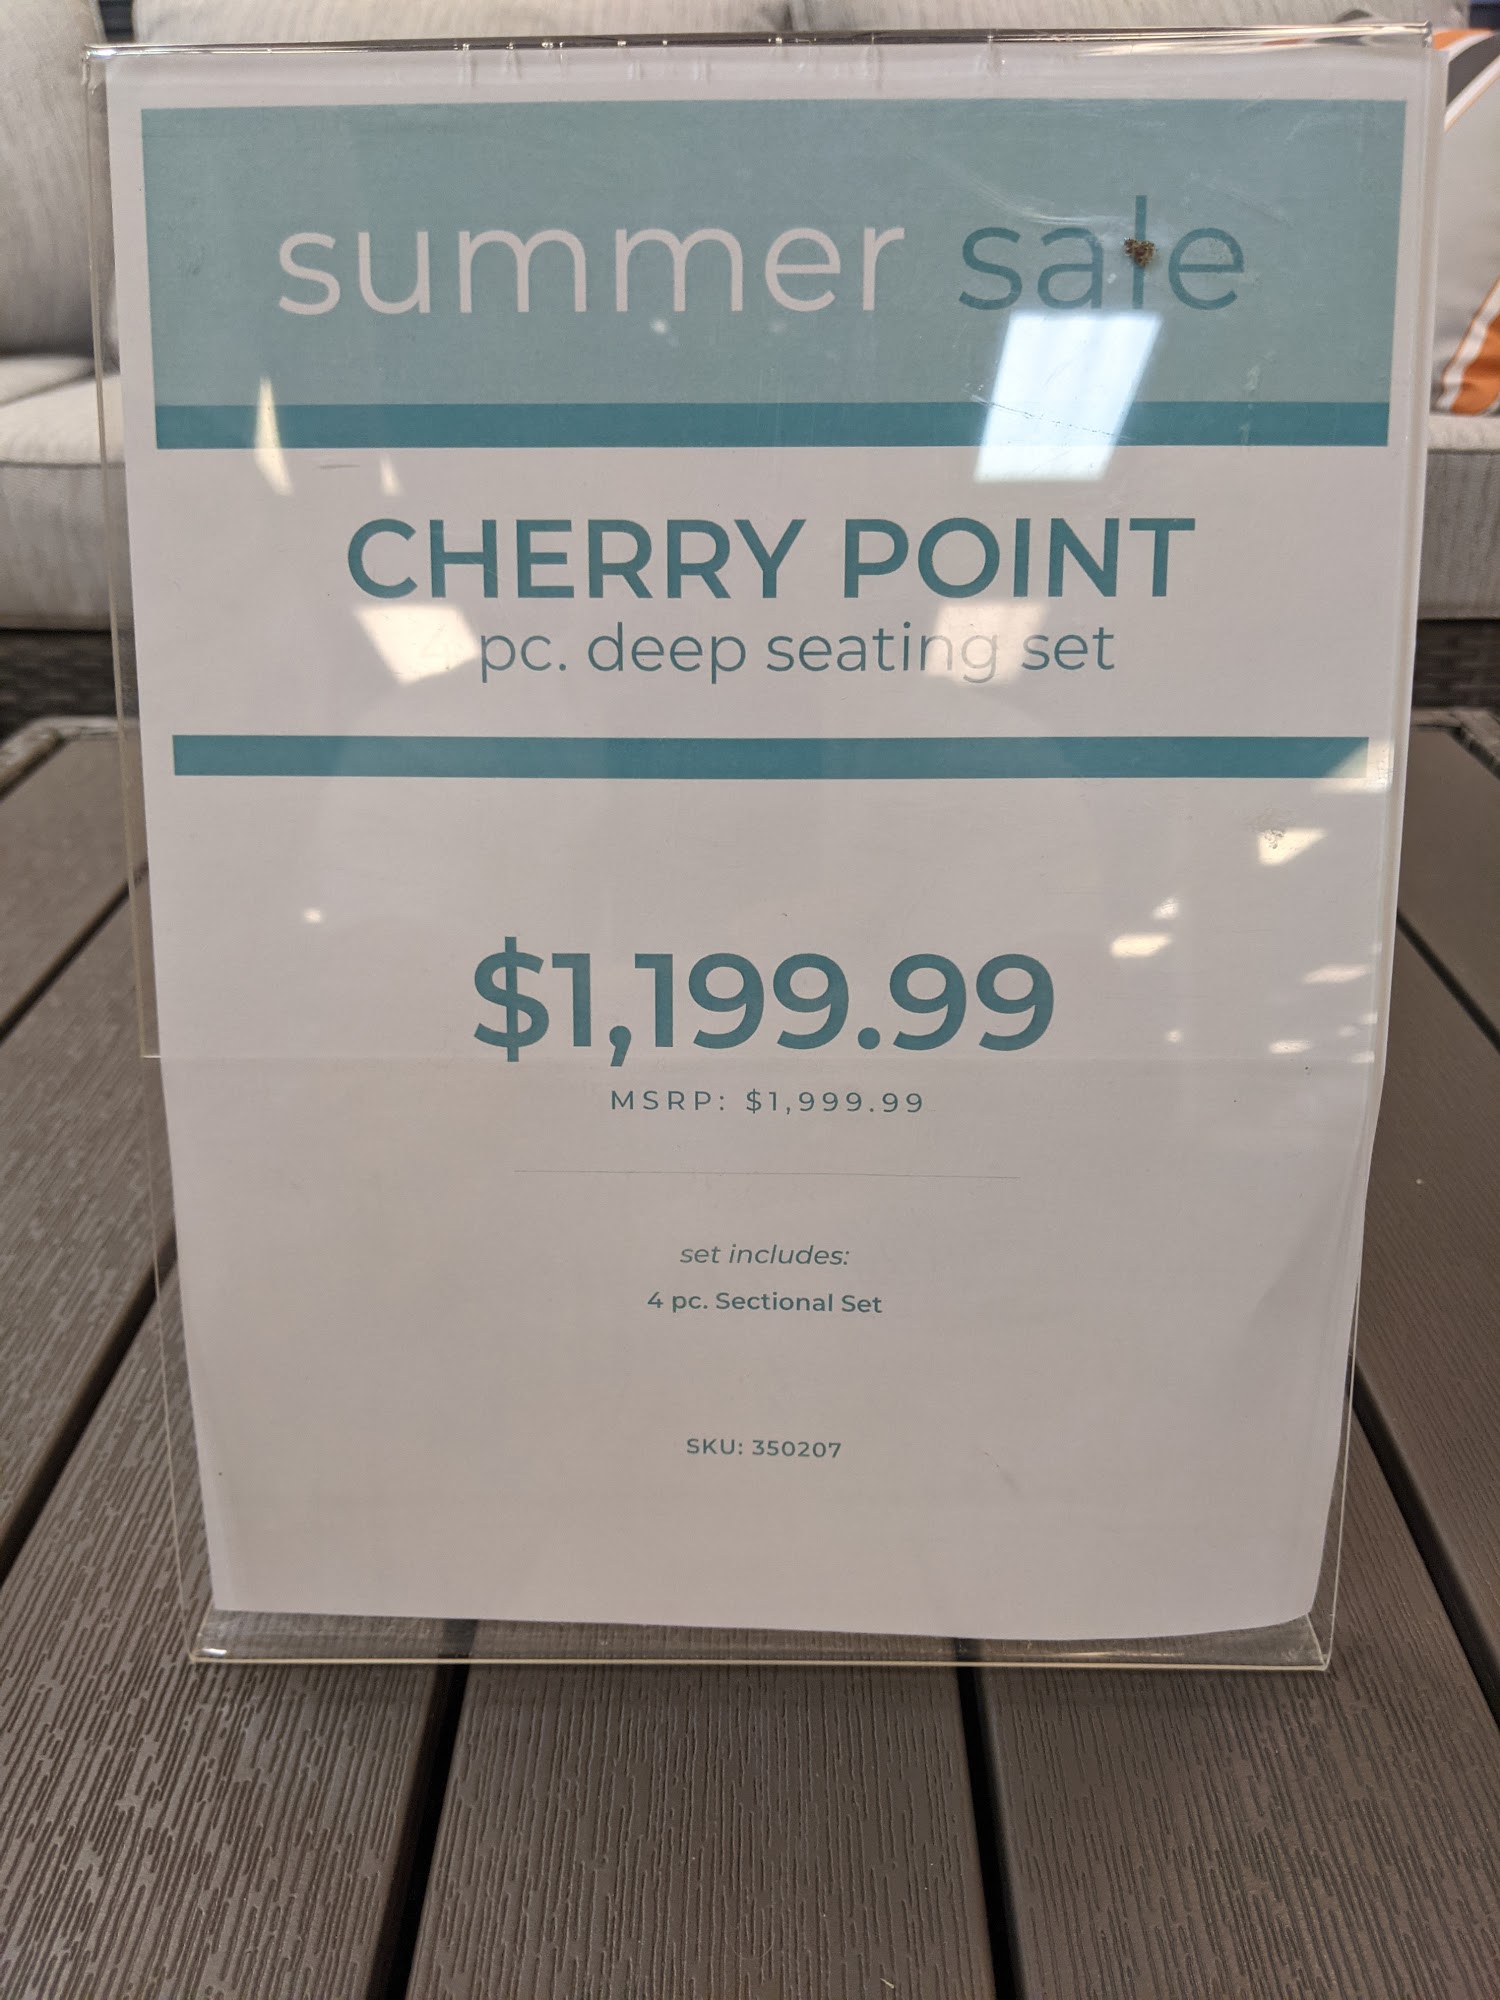 summer sale
CHERRY POINT
4 pc. deep seating set
$1,199.99
MSRP: $1,999.99
set includes:
4 pc. Sectional Set
SKU: 350207